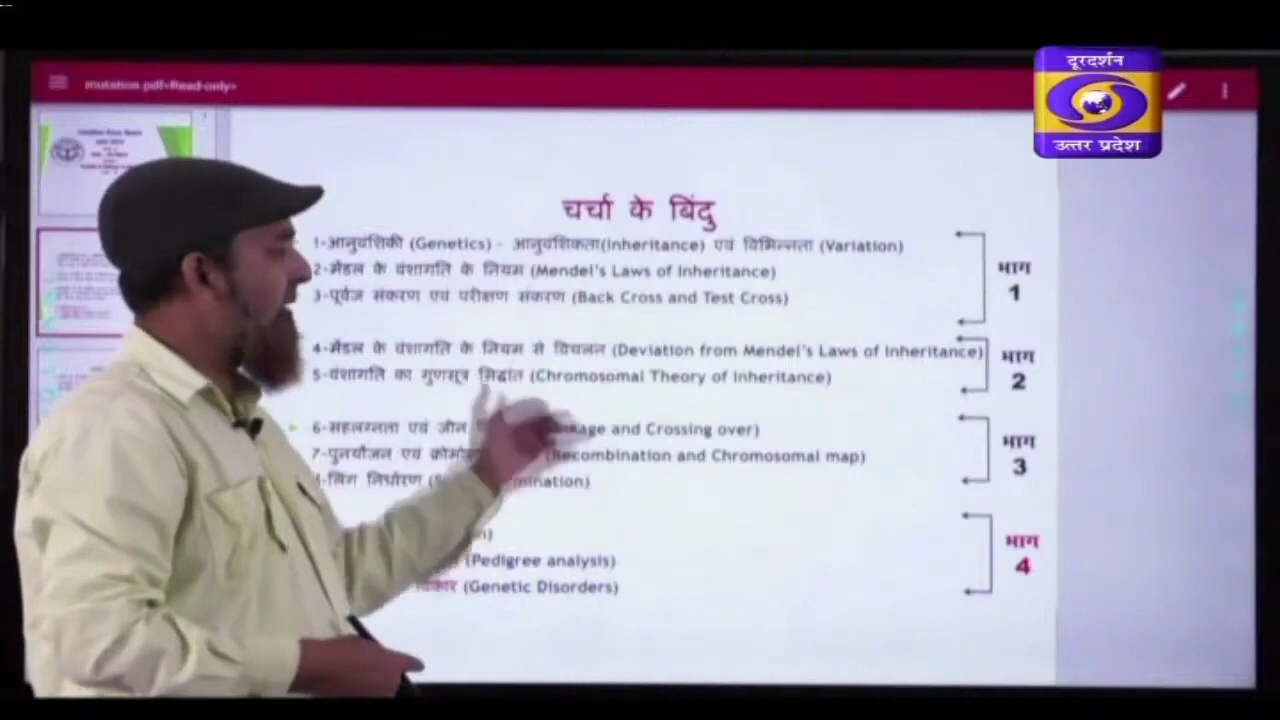 दूरदर्शन
उत्तर प्रदेश
mutation.pdf<Read-only>
चर्चा के बिंदु
1-आनुवंशिकी (Genetics) - आनुवंशिकता(Inheritance) एवं विभिन्नता (Variation)
2-मेंडल के वंशागति के नियम (Mendel's Laws of Inheritance)
3-पूर्वज संकरण एवं परीक्षण संकरण (Back Cross and Test Cross)
भाग
1
4-मेंडल के वंशागति के नियम से विचलन (Deviation from Mendel's Laws of Inheritance)
5-वंशागति का गुणसूत्र सिद्धांत (Chromosomal Theory of Inheritance)
भाग
2
6-सहलग्नता एवं जीन and Crossing over)
7-पुनर्योजन एवं (Recombination and Chromosomal map)
-लिंग निर्धारण
भाग
3
(Pedigree analysis)
विकार (Genetic Disorders)
भाग
4